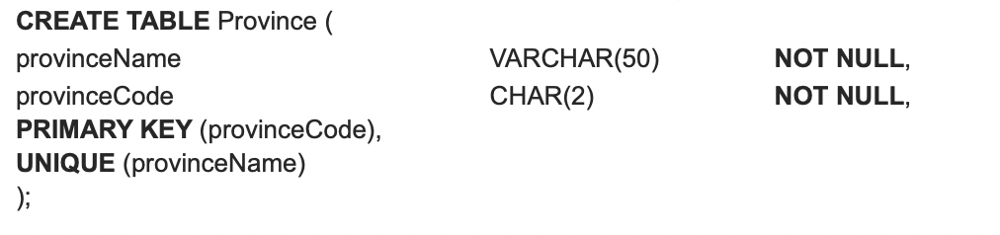 CREATE TABLE Province (
provinceName VARCHAR(50) NOT NULL,
provinceCode CHAR(2) NOT NULL,
PRIMARY KEY (provinceCode),
UNIQUE (provinceName)
);